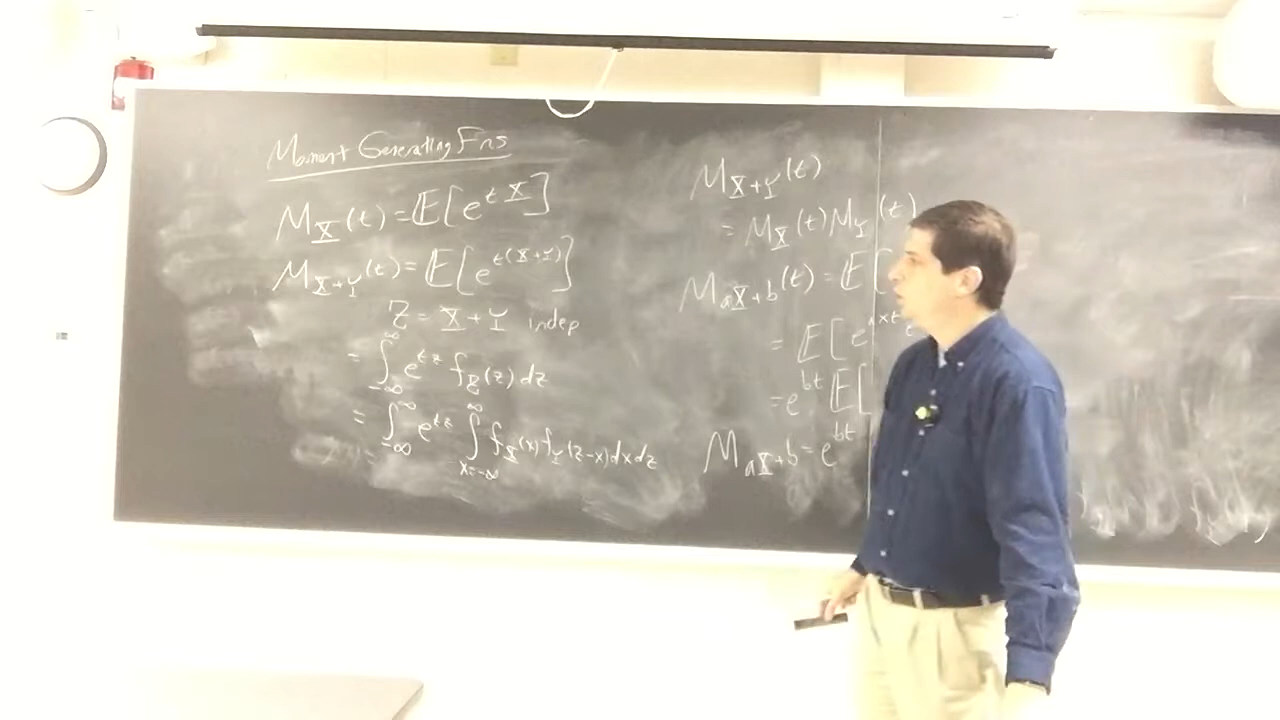 Moment Generating Fns
M_X(t) = E[e^{tX}]
M_{X+Y}(t) = E[e^{t(X+Y)}]
Z = X + Y indep
= ∫_{-∞}^{∞} e^{tz} f_Z(z) dz
= ∫_{-∞}^{∞} e^{tz} ∫_{x=-∞}^{∞} f_X(x) f_Y(z-x) dx dz
M_{X+Y}(t)
= M_X(t) M_Y(t)
M_{aX+b}(t) = E[
= E[e^{axt} e
= e^{bt} E[
M_{aX+b} = e^{bt}